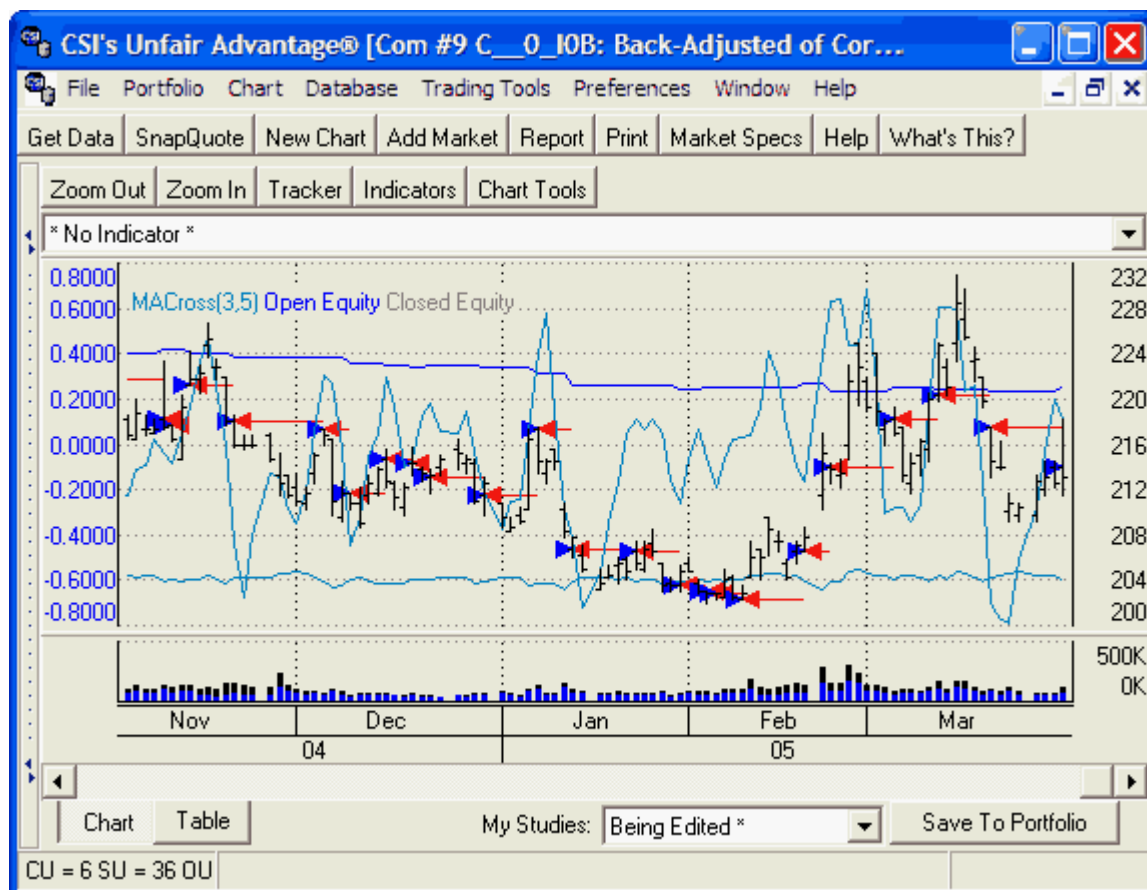 CSI's Unfair Advantage® [Com #9 C__0_I0B: Back-Adjusted of Cor...
File Portfolio Chart Database Trading Tools Preferences Window Help
Get Data SnapQuote New Chart Add Market Report Print Market Specs Help What's This?
Zoom Out Zoom In Tracker Indicators Chart Tools
* No Indicator *
MACross(3,5) Open Equity Closed Equity
0.8000 232
0.6000 228
0.4000 224
0.2000 220
0.0000 216
-0.2000 212
-0.4000 208
-0.6000 204
-0.8000 200
500K
0K
Nov Dec Jan Feb Mar
04 05
Chart Table My Studies: Being Edited * Save To Portfolio
CU = 6 SU = 36 OU